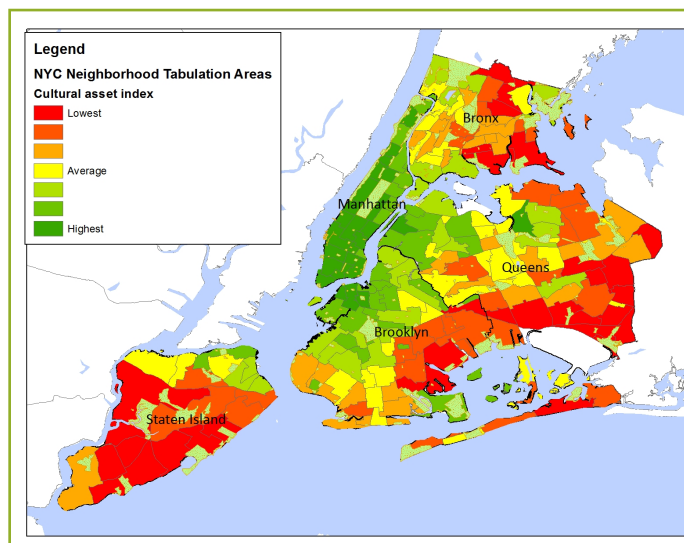 Legend
NYC Neighborhood Tabulation Areas
Cultural asset index
Lowest
Average
Highest
Bronx
Manhattan
Queens
Brooklyn
Staten Island